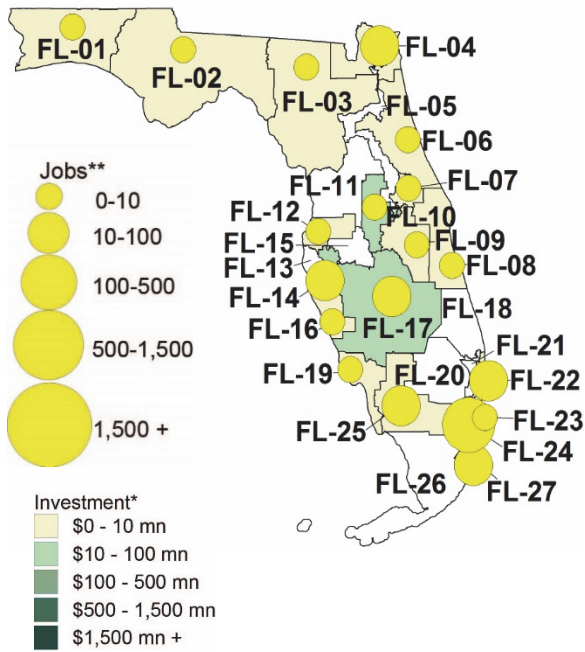 FL-01
FL-02
FL-03
FL-04
FL-05
FL-06
FL-07
FL-11
FL-10
FL-12
FL-09
FL-15
FL-13
FL-08
FL-14
FL-18
FL-16
FL-17
FL-21
FL-19
FL-20
FL-22
FL-23
FL-25
FL-24
FL-26
FL-27
Jobs**
0-10
10-100
100-500
500-1,500
1,500 +
Investment*
$0 - 10 mn
$10 - 100 mn
$100 - 500 mn
$500 - 1,500 mn
$1,500 mn +